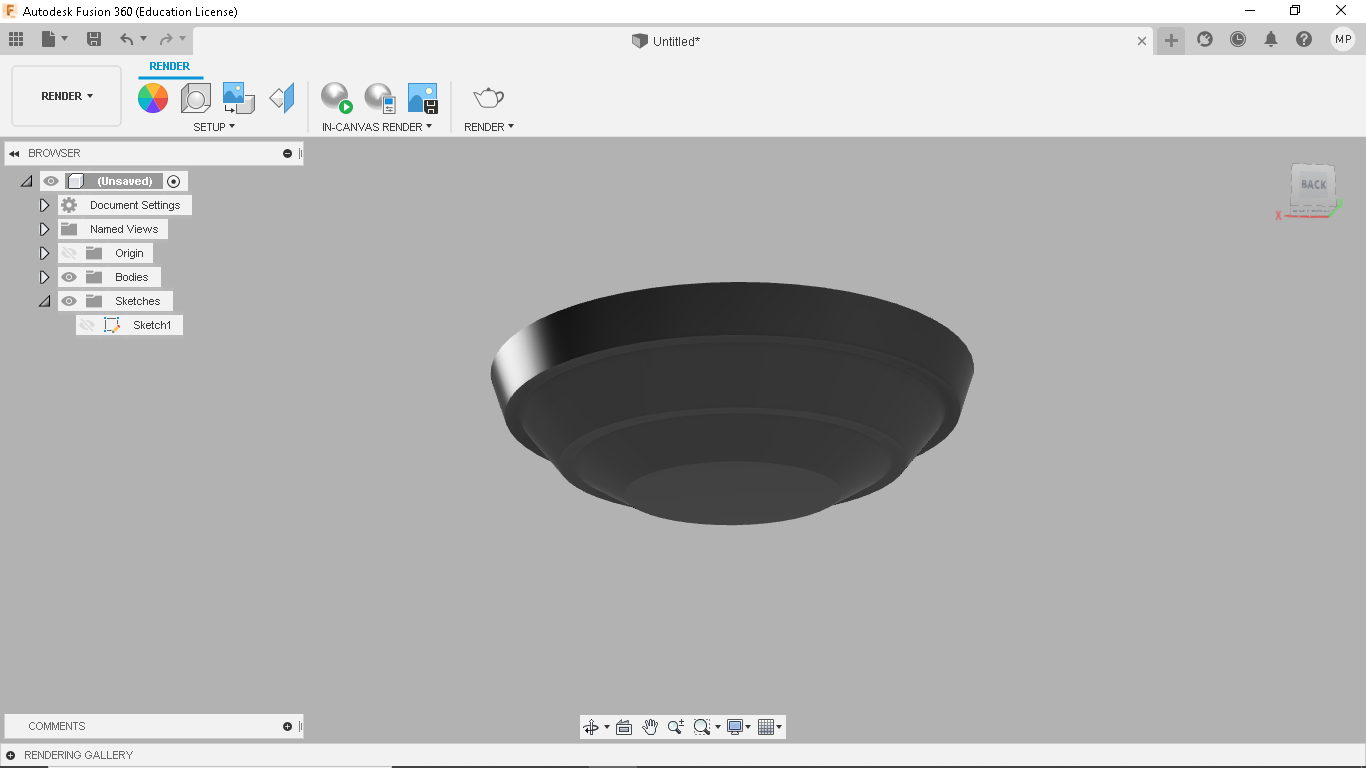 Autodesk Fusion 360 (Education License)
Untitled*
MP
RENDER
RENDER
SETUP
IN-CANVAS RENDER
RENDER
BROWSER
(Unsaved)
Document Settings
Named Views
Origin
Bodies
Sketches
Sketch1
BACK
X
COMMENTS
RENDERING GALLERY